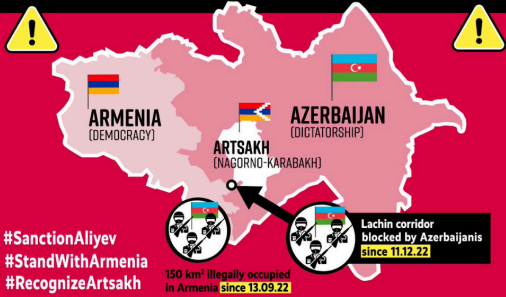 ARMENIA
(DEMOCRACY)
AZERBAIJAN
(DICTATORSHIP)
ARTSAKH
(NAGORNO-KARABAKH)
Lachin corridor
blocked by Azerbaijanis
since 11.12.22
#SanctionAliyev
#StandWithArmenia
#RecognizeArtsakh
150 km² illegally occupied
in Armenia since 13.09.22